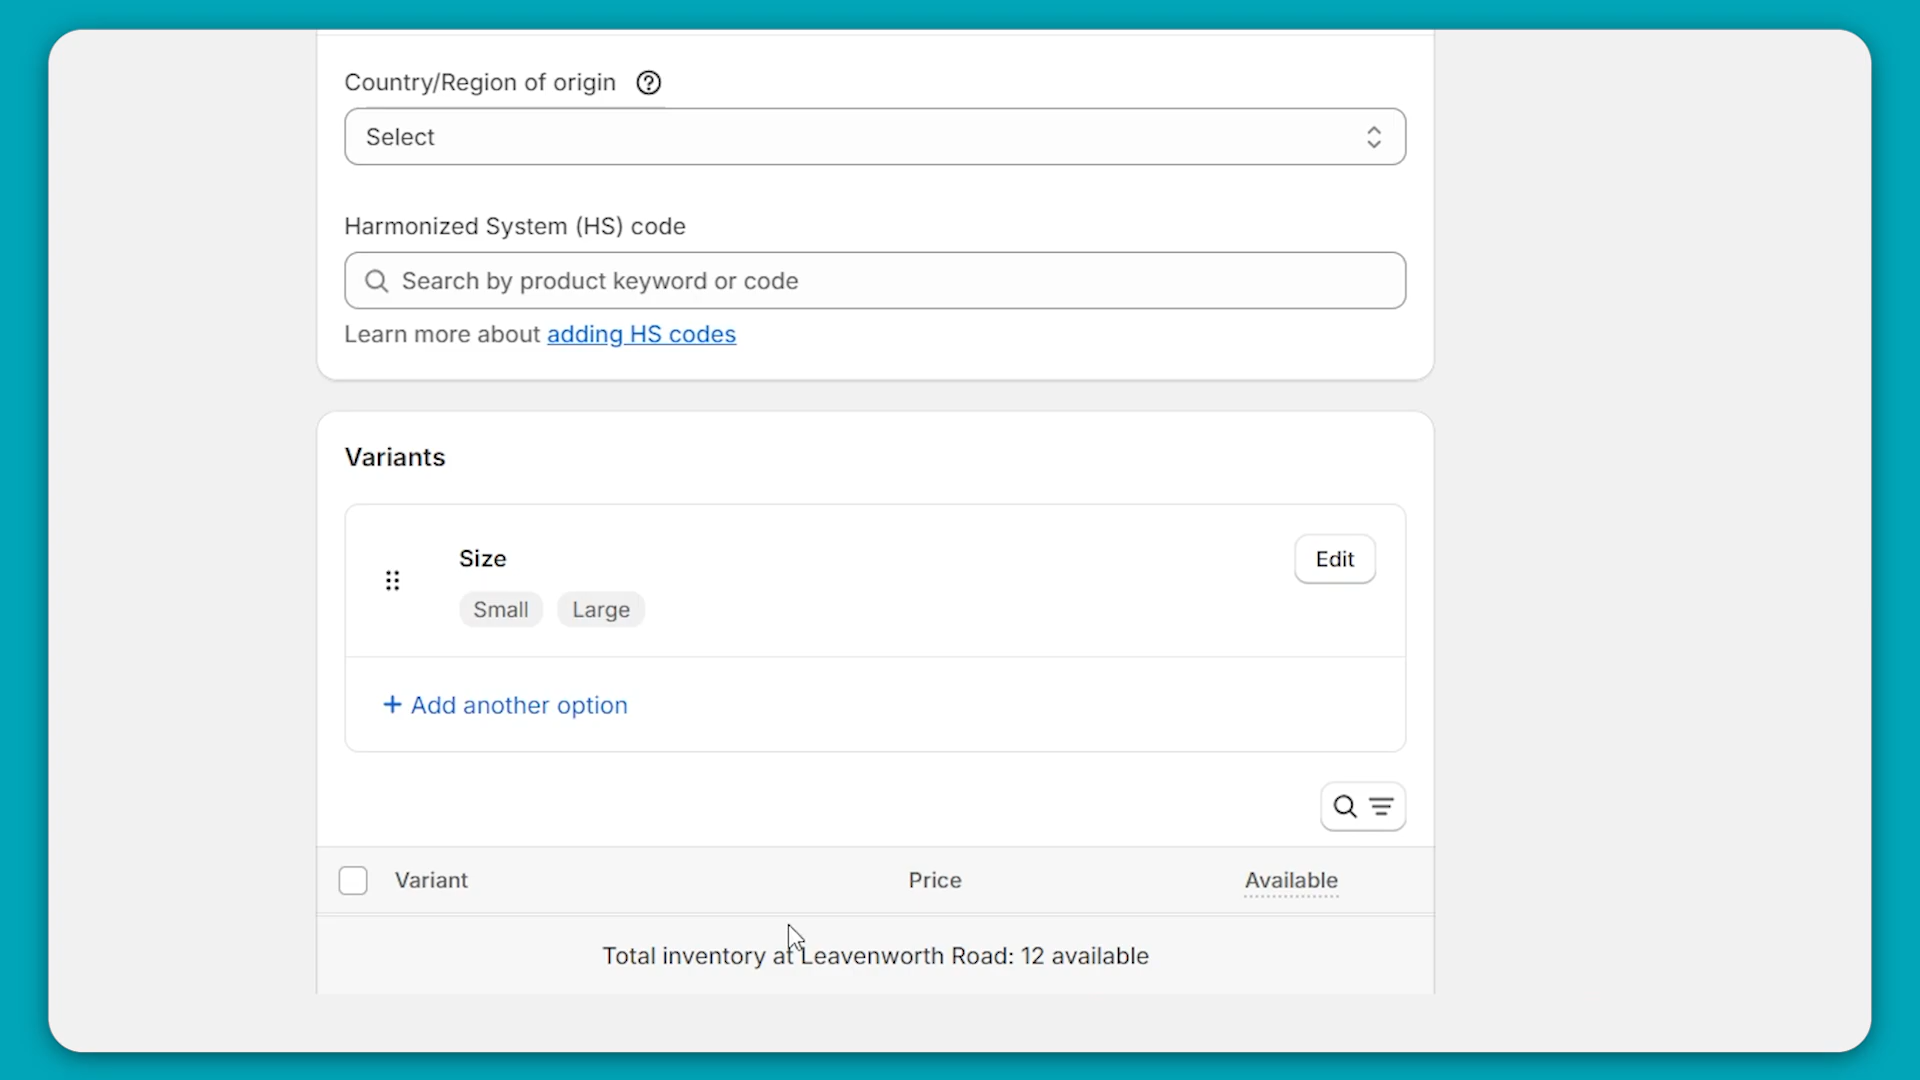 Country/Region of origin
Select
Harmonized System (HS) code
Search by product keyword or code
Learn more about adding HS codes
Variants
Size
Edit
Small Large
+ Add another option
Variant Price Available
Total inventory at Leavenworth Road: 12 available